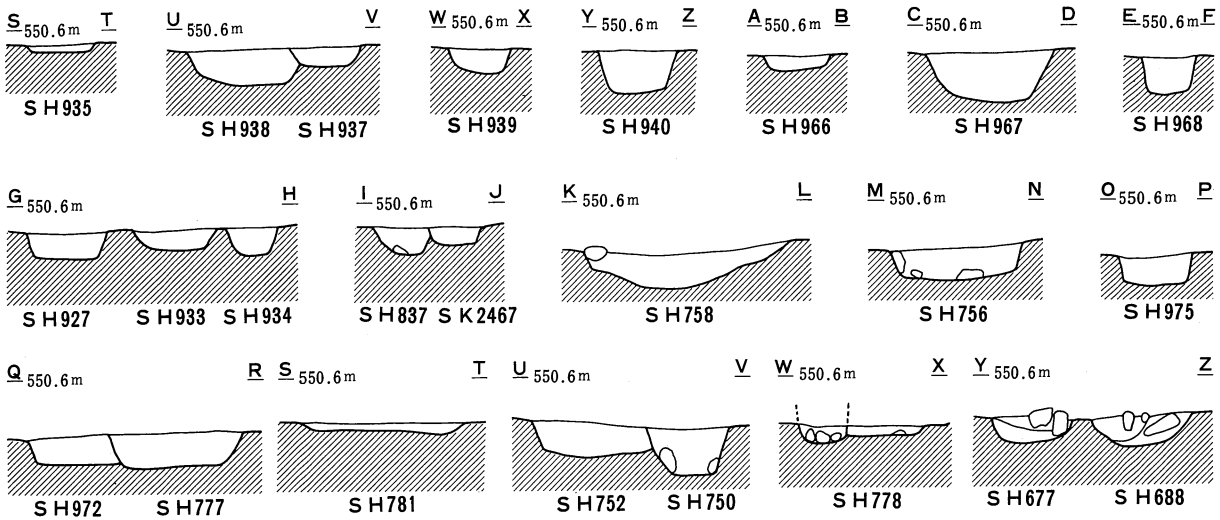 S 550.6m T U 550.6m V W 550.6m X Y 550.6m Z A 550.6m B C 550.6m D E 550.6m F
SH935 SH938 SH937 SH939 SH940 SH966 SH967 SH968
G 550.6m H I 550.6m J K 550.6m L M 550.6m N O 550.6m P
SH927 SH933 SH934 SH837 SK2467 SH758 SH756 SH975
Q 550.6m R S 550.6m T U 550.6m V W 550.6m X Y 550.6m Z
SH972 SH777 SH781 SH752 SH750 SH778 SH677 SH688